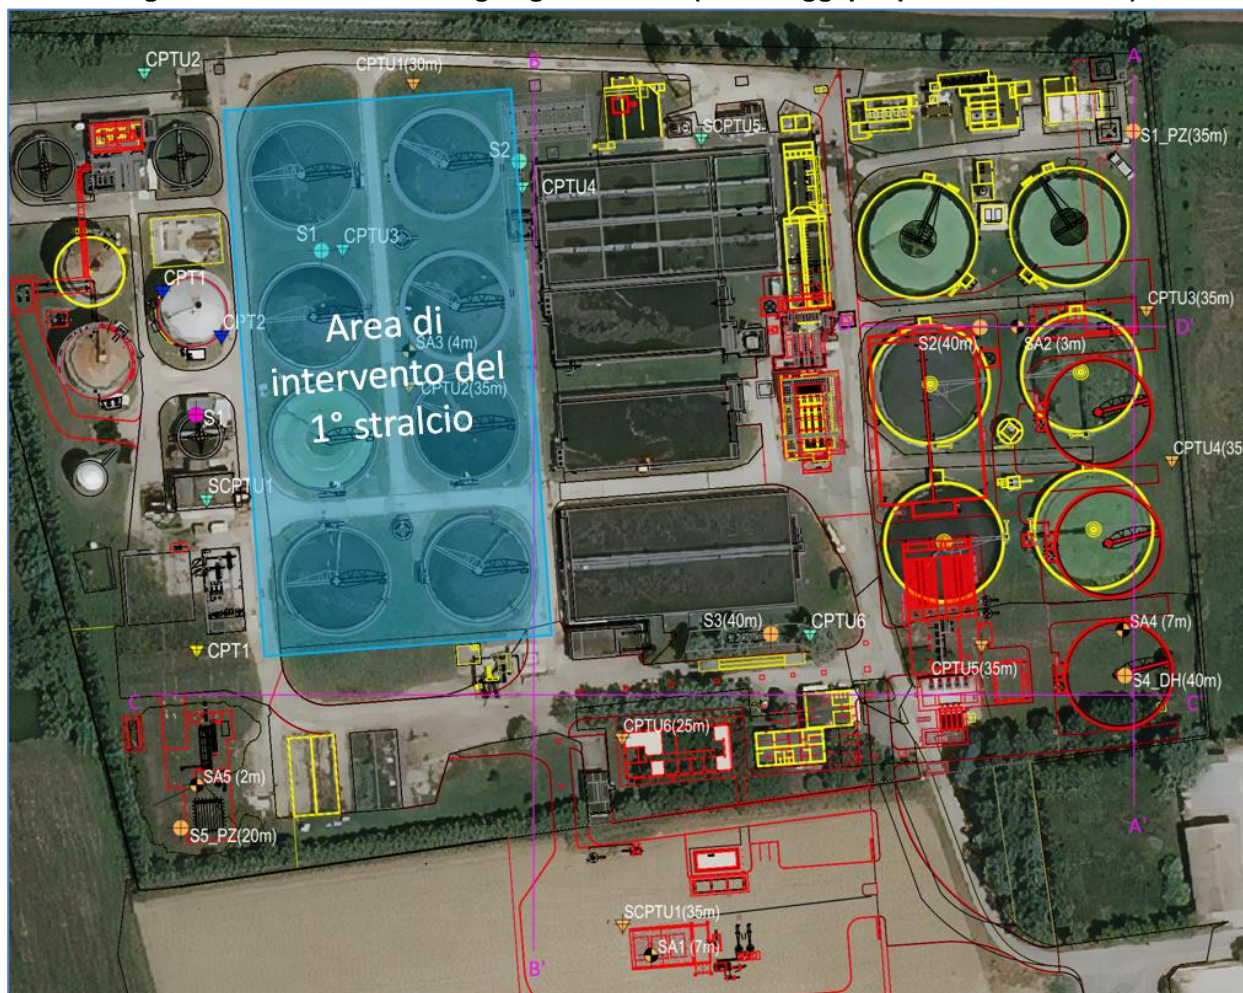 CPTU2
CPTU1(30m)
B
A
SCPTU5
S1_PZ(35m)
S2
CPTU4
S1
CPTU3
CPT1
CPT2
CPTU3(35m)
D'
S2(40m)
SA2 (3m)
Area di
intervento del
1° stralcio
SA3 (4m)
CPTU2(35m)
S1
CPTU4(35
SCPTU1
S3(40m)
CPTU6
SA4 (7m)
CPT1
CPTU5(35m)
S4_DH(40m)
C
C
CPTU6(25m)
SA5 (2m)
S5_PZ(20m)
A'
SCPTU1(35m)
SA1 (7m)
B'